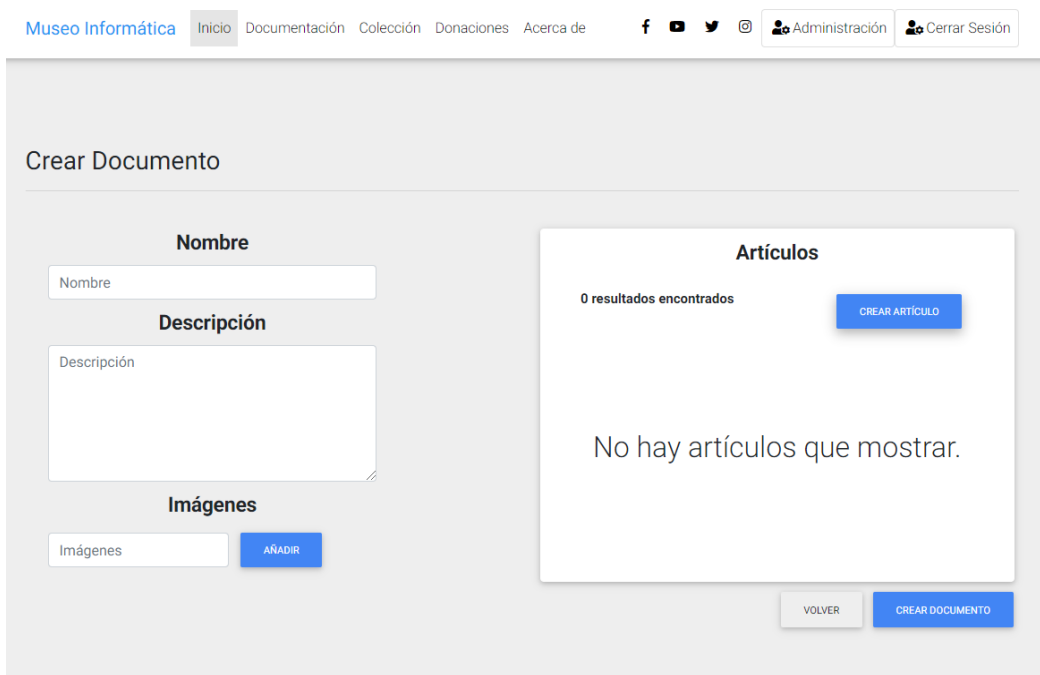 Museo Informática Inicio Documentación Colección Donaciones Acerca de Administración Cerrar Sesión
Crear Documento
Nombre
Nombre
Descripción
Descripción
Imágenes
Imágenes AÑADIR
Artículos
0 resultados encontrados CREAR ARTÍCULO
No hay artículos que mostrar.
VOLVER CREAR DOCUMENTO